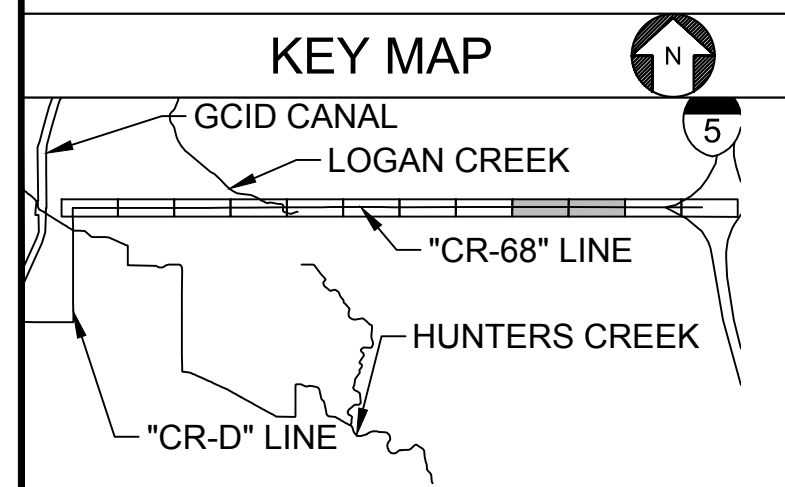 KEY MAP
N
GCID CANAL
5
LOGAN CREEK
"CR-68" LINE
HUNTERS CREEK
"CR-D" LINE